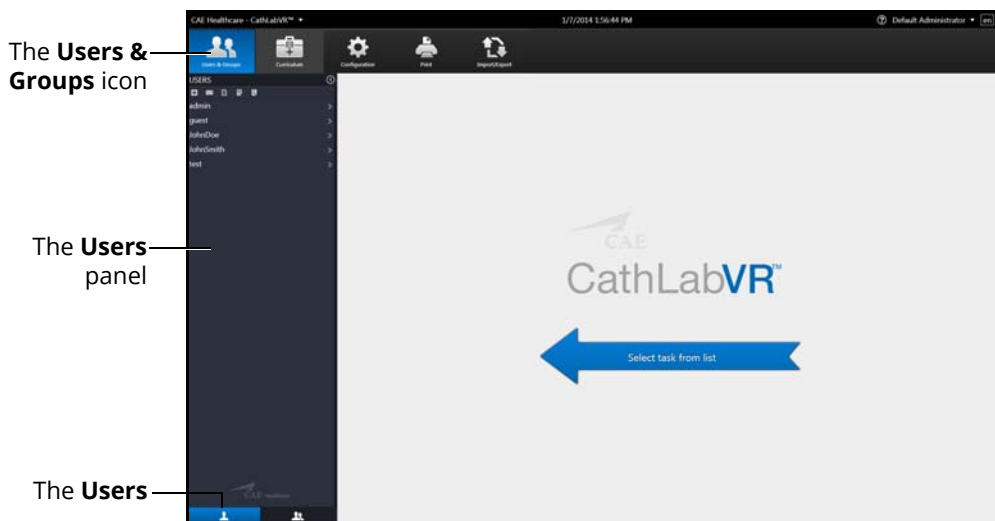 CAE Healthcare - CathLabVR™
1/7/2014 1:56:44 PM
Default Administrator
en
The Users &
Groups icon
Users & Groups
Curriculum
Configuration
Print
Import/Export
USERS
admin
guest
JohnDoe
JohnSmith
test
The Users
panel
CAE
CathLabVR™
Select task from list
The Users
CAE Healthcare